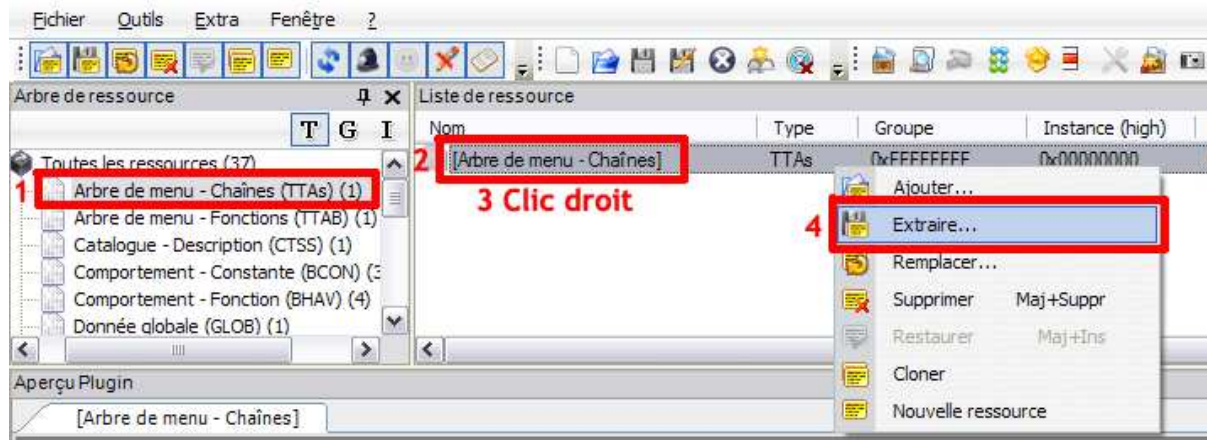 Fichier Outils Extra Fenêtre ?
Arbre de ressource
T G I
Toutes les ressources (37)
1 Arbre de menu - Chaînes (TTAs) (1)
Arbre de menu - Fonctions (TTAB) (1)
Catalogue - Description (CTSS) (1)
Comportement - Constante (BCON) (3
Comportement - Fonction (BHAV) (4)
Donnée globale (GLOB) (1)
Liste de ressource
Nom Type Groupe Instance (high)
2 [Arbre de menu - Chaînes] TTAs 0xFFFFFFFF 0x00000000
3 Clic droit
Ajouter...
4 Extraire...
Remplacer...
Supprimer Maj+Suppr
Restaurer Maj+Ins
Cloner
Nouvelle ressource
Aperçu Plugin
[Arbre de menu - Chaînes]